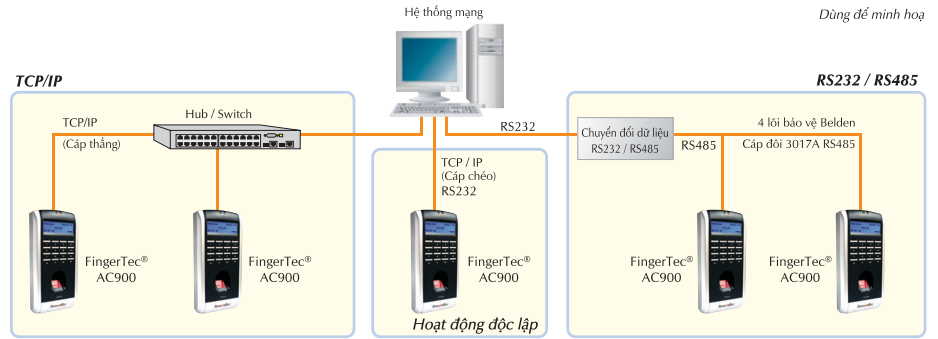 Hệ thống mạng
Dùng để minh hoạ
TCP/IP
RS232 / RS485
Hub / Switch
TCP/IP
(Cáp thẳng)
RS232
Chuyển đổi dữ liệu
RS232 / RS485
RS485
4 lõi bảo vệ Belden
Cáp đôi 3017A RS485
TCP / IP
(Cáp chéo)
RS232
FingerTec®
AC900
FingerTec®
AC900
FingerTec®
AC900
FingerTec®
AC900
FingerTec®
AC900
Hoạt động độc lập